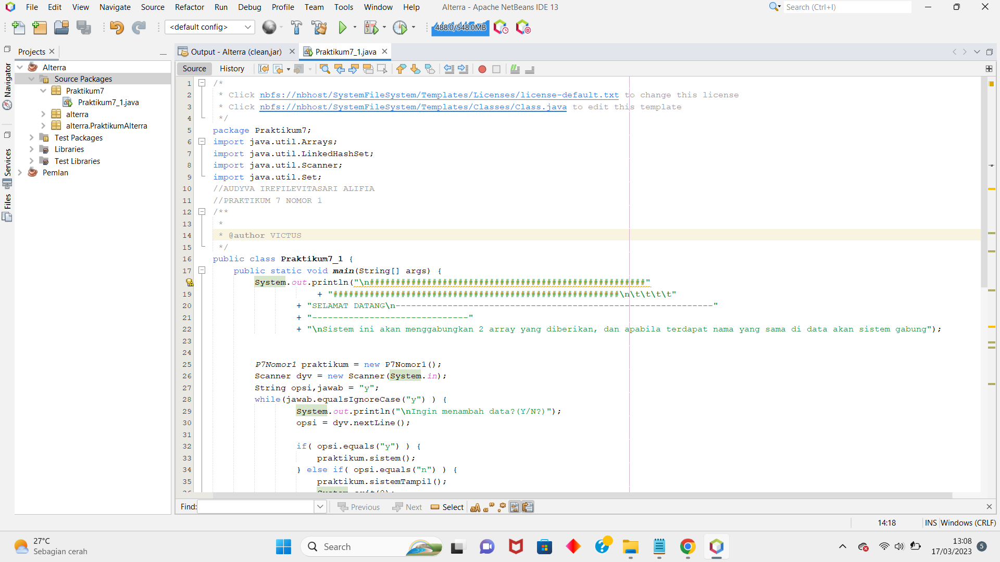 File Edit View Navigate Source Refactor Run Debug Profile Team Tools Window Help Alterra - Apache NetBeans IDE 13 Search (Ctrl+I)
<default config> 488.0/548.0MB
Projects Output - Alterra (clean,jar) Praktikum7_1.java
Source History
Navigator
Services
Files
Alterra
Source Packages
Praktikum7
Praktikum7_1.java
alterra
alterra.PraktikumAlterra
Test Packages
Libraries
Test Libraries
Pemlan
1 /*
2 * Click nbfs://nbhost/SystemFileSystem/Templates/Licenses/license-default.txt to change this license
3 * Click nbfs://nbhost/SystemFileSystem/Templates/Classes/Class.java to edit this template
4 */
5 package Praktikum7;
6 import java.util.Arrays;
7 import java.util.LinkedHashSet;
8 import java.util.Scanner;
9 import java.util.Set;
10 //AUDYVA IREFILEVITASARI ALIFIA
11 //PRAKTIKUM 7 NOMOR 1
12 /**
13 *
14 * @author VICTUS
15 */
16 public class Praktikum7_1 {
17 public static void main(String[] args) {
System.out.println("\n#####################################################"
19 + "#######################################################\n\t\t\t\t"
20 + "SELAMAT DATANG\n-------------------------------------------------------------"
21 + "------------------------------"
22 + "\nSistem ini akan menggabungkan 2 array yang diberikan, dan apabila terdapat nama yang sama di data akan sistem gabung");
23
24
25 P7Nomor1 praktikum = new P7Nomor1();
26 Scanner dyv = new Scanner(System.in);
27 String opsi,jawab = "y";
28 while(jawab.equalsIgnoreCase("y") ) {
29 System.out.println("\nIngin menambah data?(Y/N?)");
30 opsi = dyv.nextLine();
31
32 if( opsi.equals("y") ) {
33 praktikum.sistem();
34 } else if( opsi.equals("n") ) {
35 praktikum.sistemTampil();
Find: Previous Next Select
14:18 INS Windows (CRLF)
27°C
Sebagian cerah
Search
13:08
17/03/2023
5